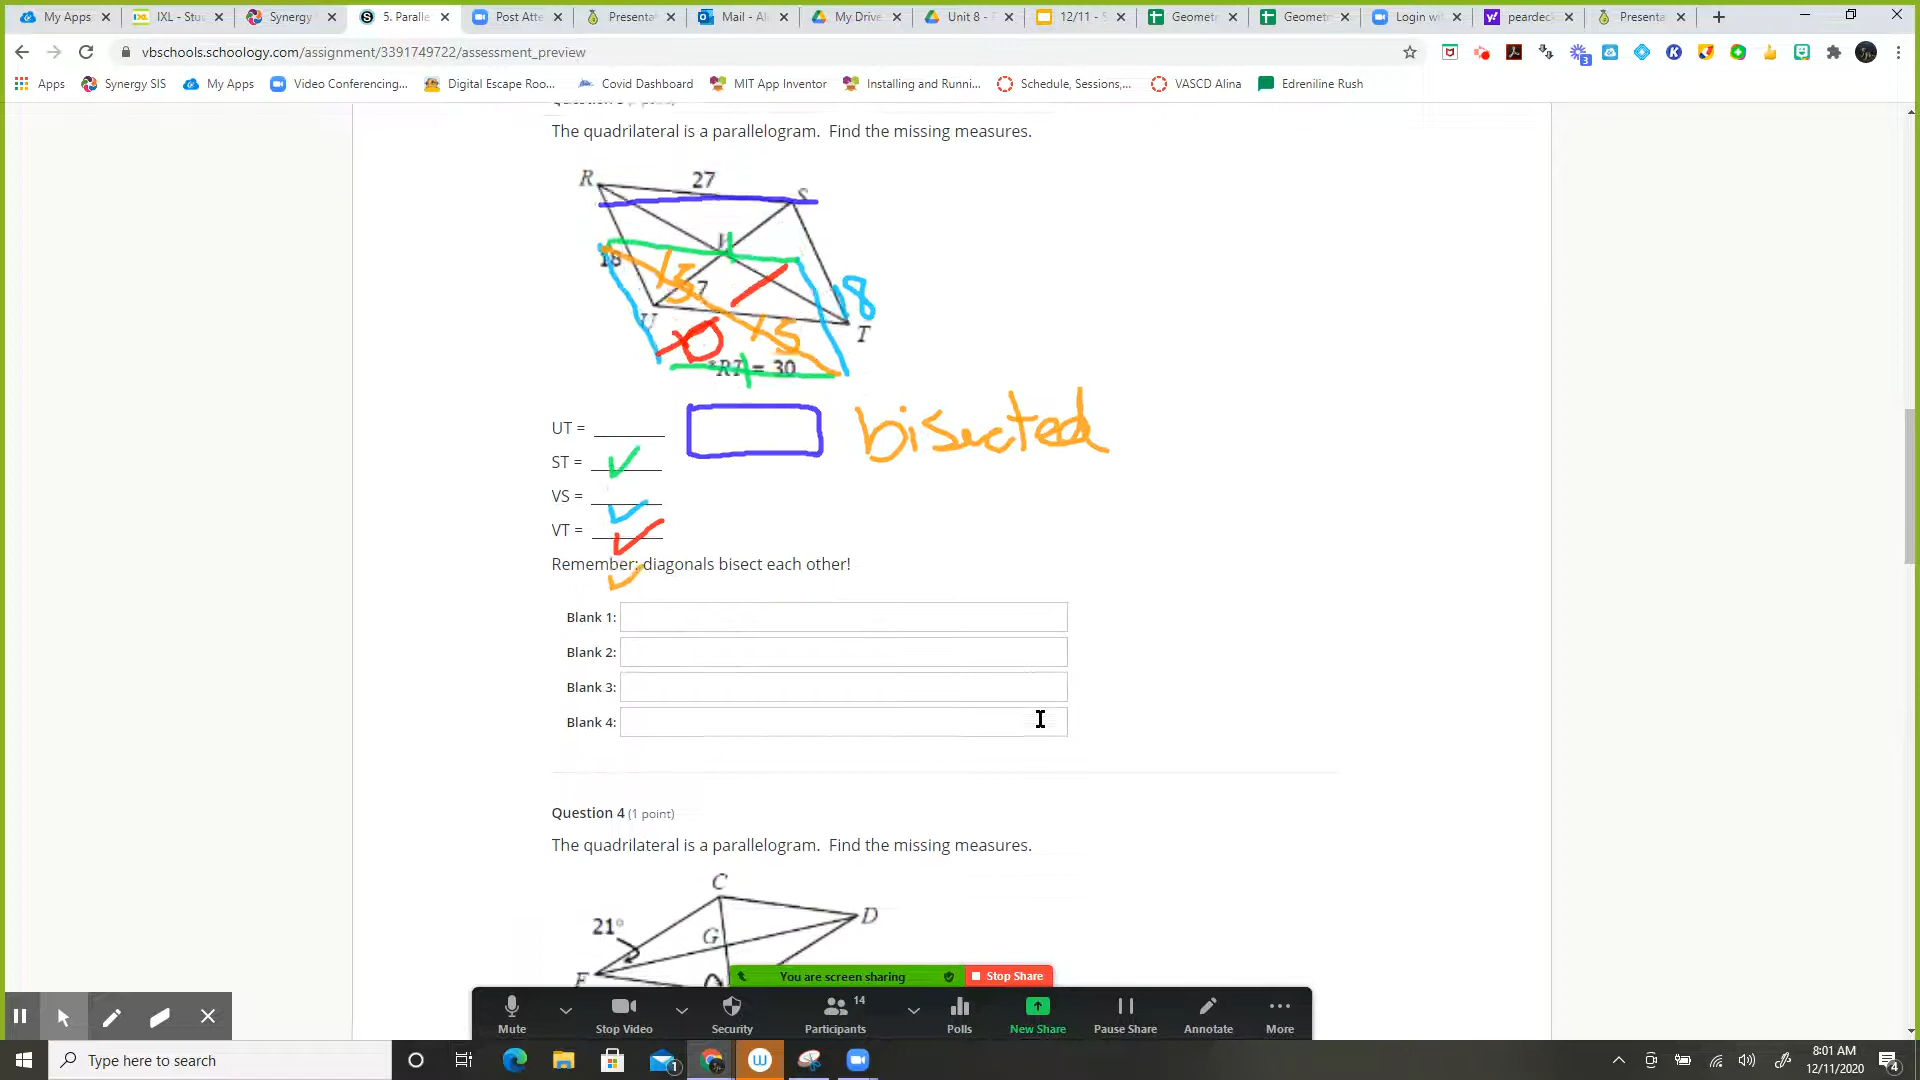 My Apps
IXL - Stud
Synergy
5. Paralle
Post Atte
Presenta
Mail - Al
My Drive
Unit 8 -
12/11 - S
Geomet
Geomet
Login wi
peardeck
Presenta
vbschools.schoology.com/assignment/3391749722/assessment_preview
Apps
Synergy SIS
My Apps
Video Conferencing...
Digital Escape Roo...
Covid Dashboard
MIT App Inventor
Installing and Runni...
Schedule, Sessions,...
VASCD Alina
Edreniline Rush
The quadrilateral is a parallelogram. Find the missing measures.
R
27
S
18
15
7
18
U
15
T
*RT = 30
UT =
bisected
ST =
VS =
VT =
Remember: diagonals bisect each other!
Blank 1:
Blank 2:
Blank 3:
Blank 4:
Question 4 (1 point)
The quadrilateral is a parallelogram. Find the missing measures.
C
21°
G
D
F
You are screen sharing
Stop Share
14
Mute
Stop Video
Security
Participants
Polls
New Share
Pause Share
Annotate
More
Type here to search
8:01 AM
12/11/2020